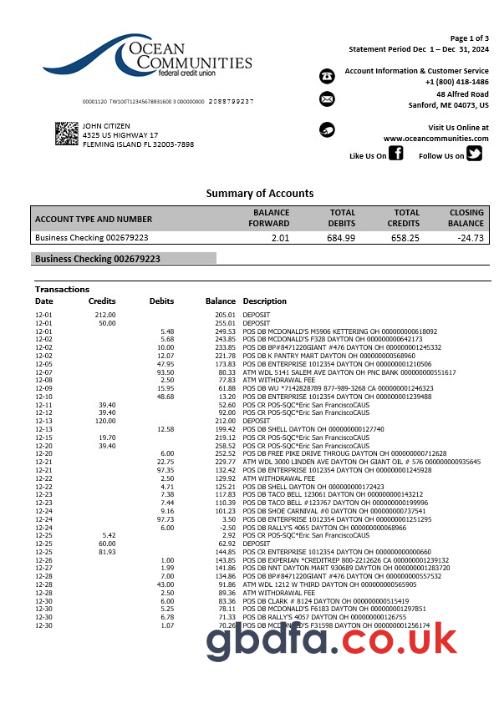 Page 1 of 3
Statement Period Dec 1 – Dec 31, 2024
OCEAN
COMMUNITIES
federal credit union
Account Information & Customer Service
+1 (800) 418-1486
48 Alfred Road
Sanford, ME 04073, US
Visit Us Online at
www.oceancommunities.com
Like Us On
Follow Us on
2088799237
JOHN CITIZEN
4325 US HIGHWAY 17
FLEMING ISLAND FL 32003-7898
Summary of Accounts
ACCOUNT TYPE AND NUMBER BALANCE FORWARD TOTAL DEBITS TOTAL CREDITS CLOSING BALANCE
Business Checking 002679223 2.01 684.99 658.25 -24.73
Business Checking 002679223
Transactions
Date Credits Debits Balance Description
12-01 212.00 205.01 DEPOSIT
12-01 50.00 255.01 DEPOSIT
12-01 5.48 249.53 POS DB MCDONALD'S M5906 KETTERING OH 000000000618092
12-02 5.68 243.85 POS DB MCDONALD'S F328 DAYTON OH 000000000642173
12-02 10.00 233.85 POS DB BP#8471220GIANT #476 DAYTON OH 000000001245332
12-02 12.07 221.78 POS DB K PANTRY MART DAYTON OH 000000000568960
12-05 47.95 173.83 POS DB ENTERPRISE 1012354 DAYTON OH 000000001210506
12-07 93.50 80.33 ATM WDL 5141 SALEM AVE DAYTON OH PNC BANK 000000000551617
12-08 2.50 77.83 ATM WITHDRAWAL FEE
12-09 15.95 61.88 POS DB WU *7142828789 877-989-3268 CA 000000001246323
12-10 48.68 13.20 POS DB ENTERPRISE 1012354 DAYTON OH 000000001239488
12-11 39.40 52.60 POS CR POS-SQC*Eric San FranciscoCAUS
12-12 39.40 92.00 POS CR POS-SQC*Eric San FranciscoCAUS
12-13 120.00 212.00 DEPOSIT
12-13 12.58 199.42 POS DB SHELL DAYTON OH 000000000127740
12-15 19.70 219.12 POS CR POS-SQC*Eric San FranciscoCAUS
12-20 39.40 258.52 POS CR POS-SQC*Eric San FranciscoCAUS
12-20 6.00 252.52 POS DB FREE PIKE DRIVE THROUG DAYTON OH 000000000712628
12-21 22.75 229.77 ATM WDL 3000 LINDEN AVE DAYTON OH GIANT OIL # 576 000000000935645
12-21 97.35 132.42 POS DB ENTERPRISE 1012354 DAYTON OH 000000001245928
12-22 2.50 129.92 ATM WITHDRAWAL FEE
12-22 4.71 125.21 POS DB SHELL DAYTON OH 000000000172423
12-23 7.38 117.83 POS DB TACO BELL 123061 DAYTON OH 000000000143212
12-23 7.44 110.39 POS DB TACO BELL #123767 DAYTON OH 000000000199996
12-24 9.16 101.23 POS DB SHOE CARNIVAL #0 DAYTON OH 000000000737541
12-24 97.73 3.50 POS DB ENTERPRISE 1012354 DAYTON OH 000000001251295
12-24 6.00 -2.50 POS DB RALLY'S 4065 DAYTON OH 000000000068966
12-25 5.42 2.92 POS CR POS-SQC*Eric San FranciscoCAUS
12-25 60.00 62.92 DEPOSIT
12-25 81.93 144.85 POS CR ENTERPRISE 1012354 DAYTON OH 000000000000660
12-26 1.00 143.85 POS DB EXPERIAN *CREDITREP 800-2212626 CA 000000001239132
12-27 1.99 141.86 POS DB NNT DAYTON MART 930689 DAYTON OH 000000001283720
12-28 7.00 134.86 POS DB BP#8471220GIANT #476 DAYTON OH 000000000557532
12-28 43.00 91.86 ATM WDL 1212 W THIRD DAYTON OH 000000000565905
12-28 2.50 89.36 ATM WITHDRAWAL FEE
12-30 6.00 83.36 POS DB CLARK # 8124 DAYTON OH 000000000515419
12-30 5.25 78.11 POS DB MCDONALD'S F6183 DAYTON OH 000000001297851
12-30 6.78 71.33 POS DB RALLY'S 4057 DAYTON OH 000000000126755
12-30 1.07 70.26 POS DB MCDONALD'S F31598 DAYTON OH 000000001256174
gbdfa.co.uk